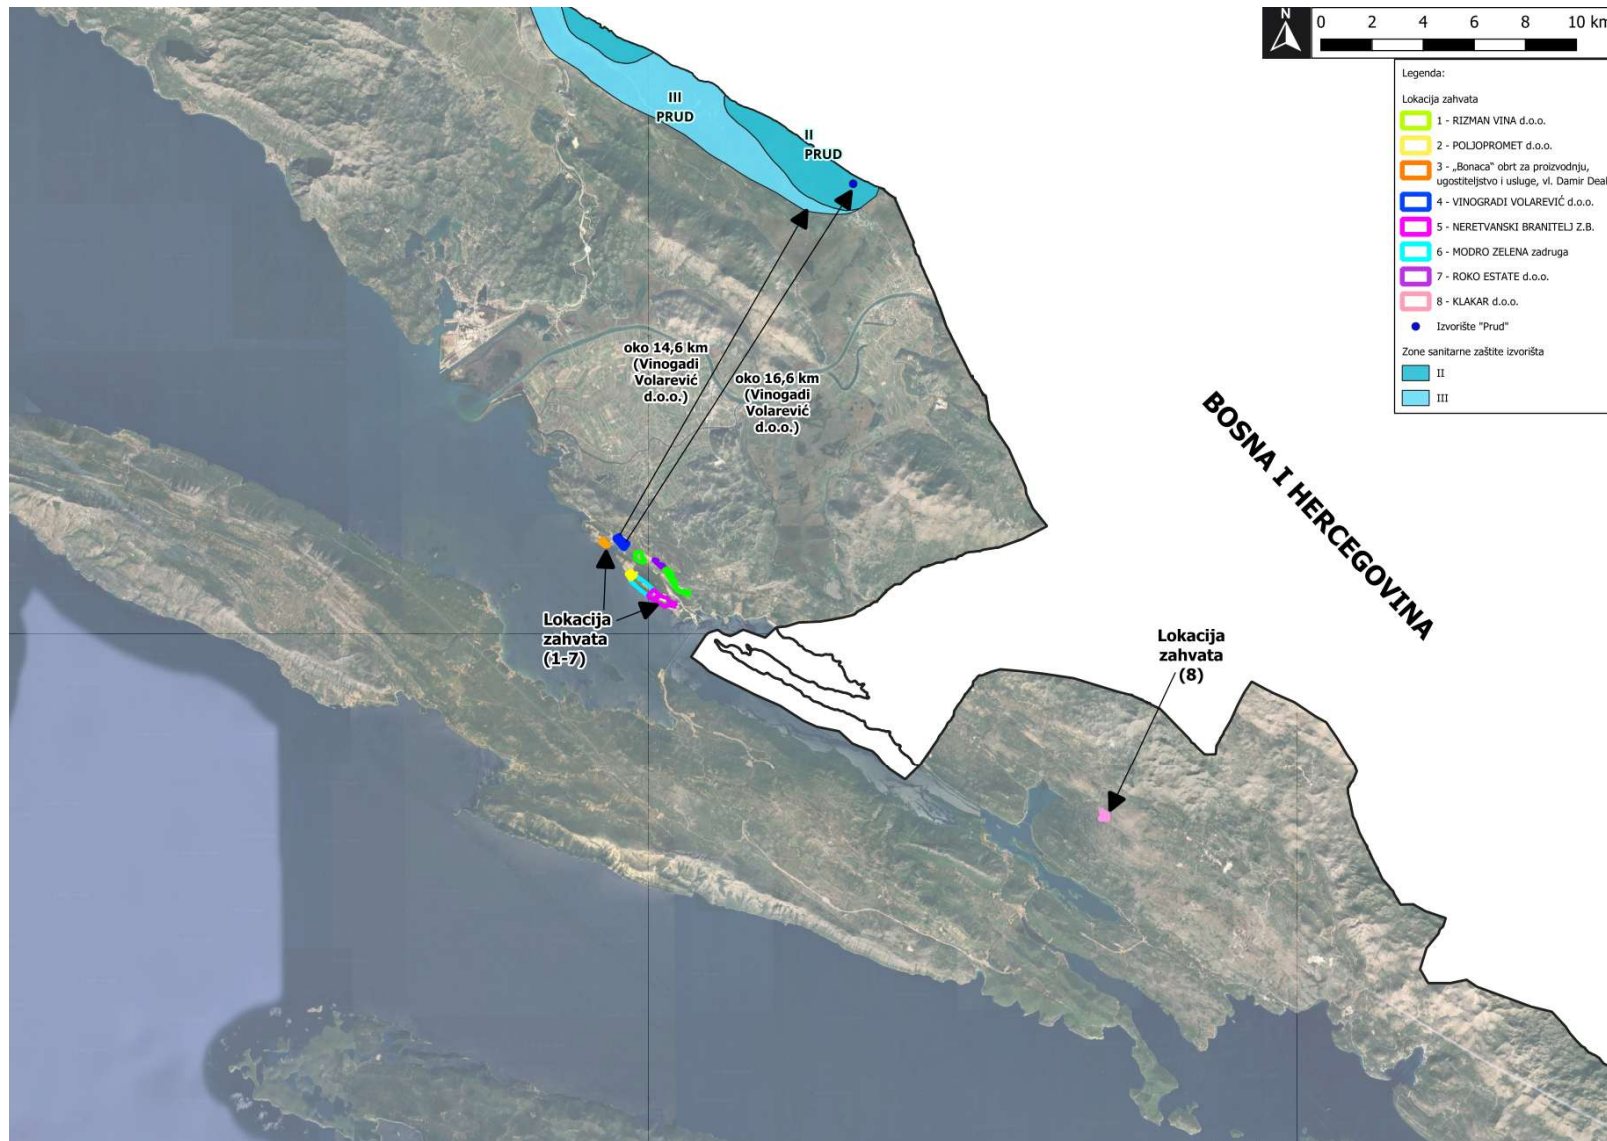 N
0 2 4 6 8 10 km
Legenda:
Lokacija zahvata
1 - RIZMAN VINA d.o.o.
2 - POLJOPROMET d.o.o.
3 - „Bonaca“ obrt za proizvodnju,
ugostiteljstvo i usluge, vl. Damir Deak
4 - VINOGRADI VOLAREVIĆ d.o.o.
5 - NERETVANSKI BRANITELJ Z.B.
6 - MODRO ZELENA zadruga
7 - ROKO ESTATE d.o.o.
8 - KLAKAR d.o.o.
Izvorište "Prud"
Zone sanitarne zaštite izvorišta
II
III
III
PRUD
II
PRUD
oko 14,6 km
(Vinogadi
Volarević
d.o.o.)
oko 16,6 km
(Vinogadi
Volarević
d.o.o.)
BOSNA I HERCEGOVINA
Lokacija
zahvata
(1-7)
Lokacija
zahvata
(8)